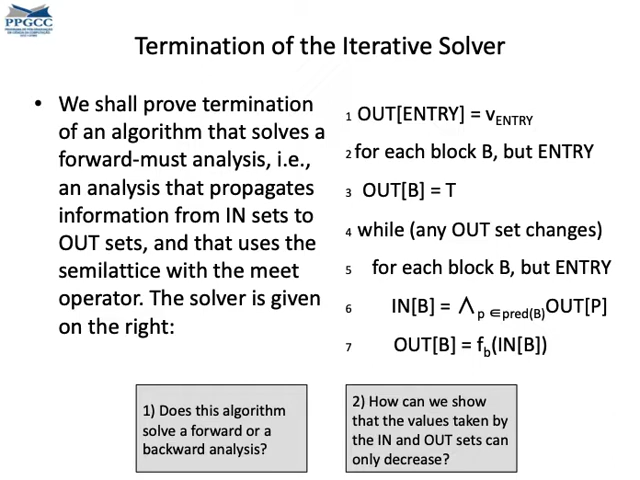 PPGCC
Termination of the Iterative Solver
• We shall prove termination
of an algorithm that solves a
forward-must analysis, i.e.,
an analysis that propagates
information from IN sets to
OUT sets, and that uses the
semilattice with the meet
operator. The solver is given
on the right:
1 OUT[ENTRY] = vENTRY
2 for each block B, but ENTRY
3 OUT[B] = T
4 while (any OUT set changes)
5 for each block B, but ENTRY
6 IN[B] = ⋀p ∈pred(B)OUT[P]
7 OUT[B] = fb(IN[B])
1) Does this algorithm
solve a forward or a
backward analysis?
2) How can we show
that the values taken by
the IN and OUT sets can
only decrease?